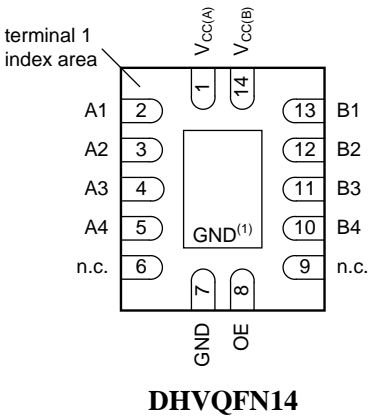 terminal 1
index area
VCC(A)
VCC(B)
1
14
A1 2 13 B1
A2 3 12 B2
A3 4 11 B3
A4 5 10 B4
GND(1)
n.c. 6 9 n.c.
7
8
GND
OE
DHVQFN14